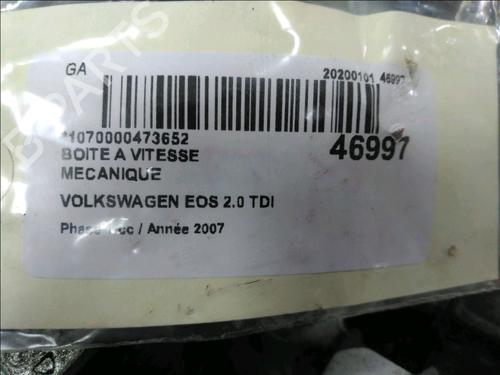 GA
20200101 46997
*1070000473652
46997
BOITE A VITESSE
MECANIQUE
VOLKSWAGEN EOS 2.0 TDI
/ Année 2007